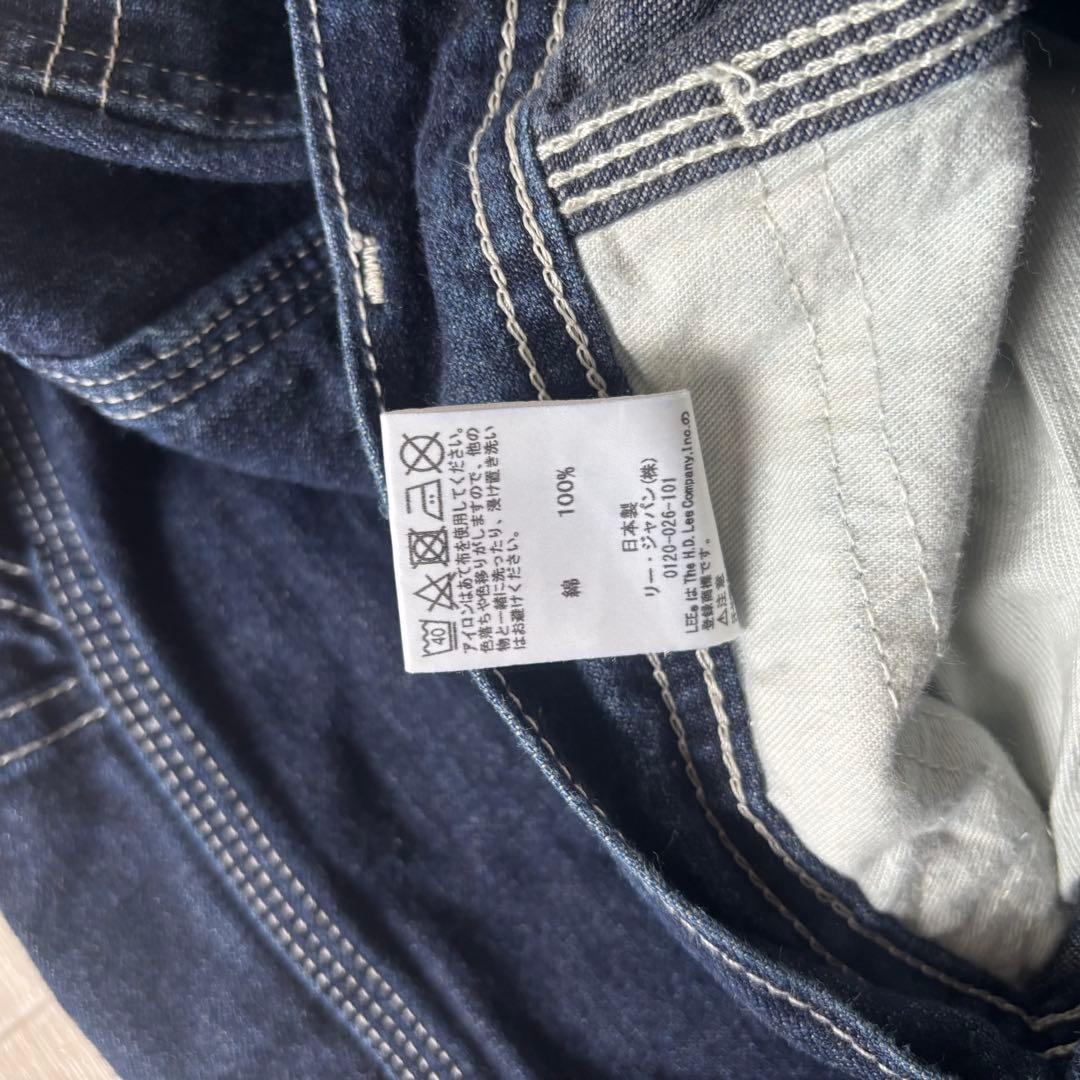 40
アイロンはあて布を使用してください。
色落ちや色移りがしますので、他の
物と一緒に洗ったり、浸け置き洗い
はお避けください。
綿 100%
日本製
リー・ジャパン(株)
0120-026-101
LEE® は The H.D. Lee Company,Inc.の
登録商標です。
⚠注意